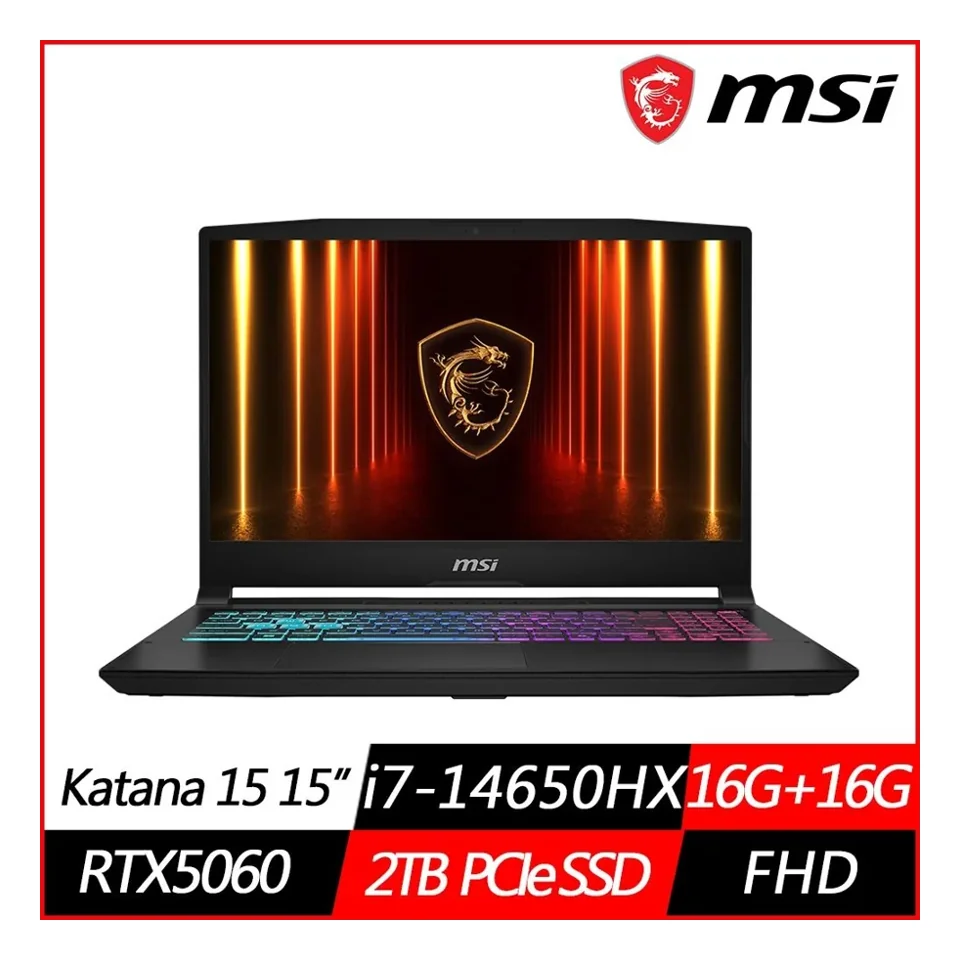 msi
msi
Katana 15 15" i7-14650HX 16G+16G
RTX5060 2TB PCIe SSD FHD